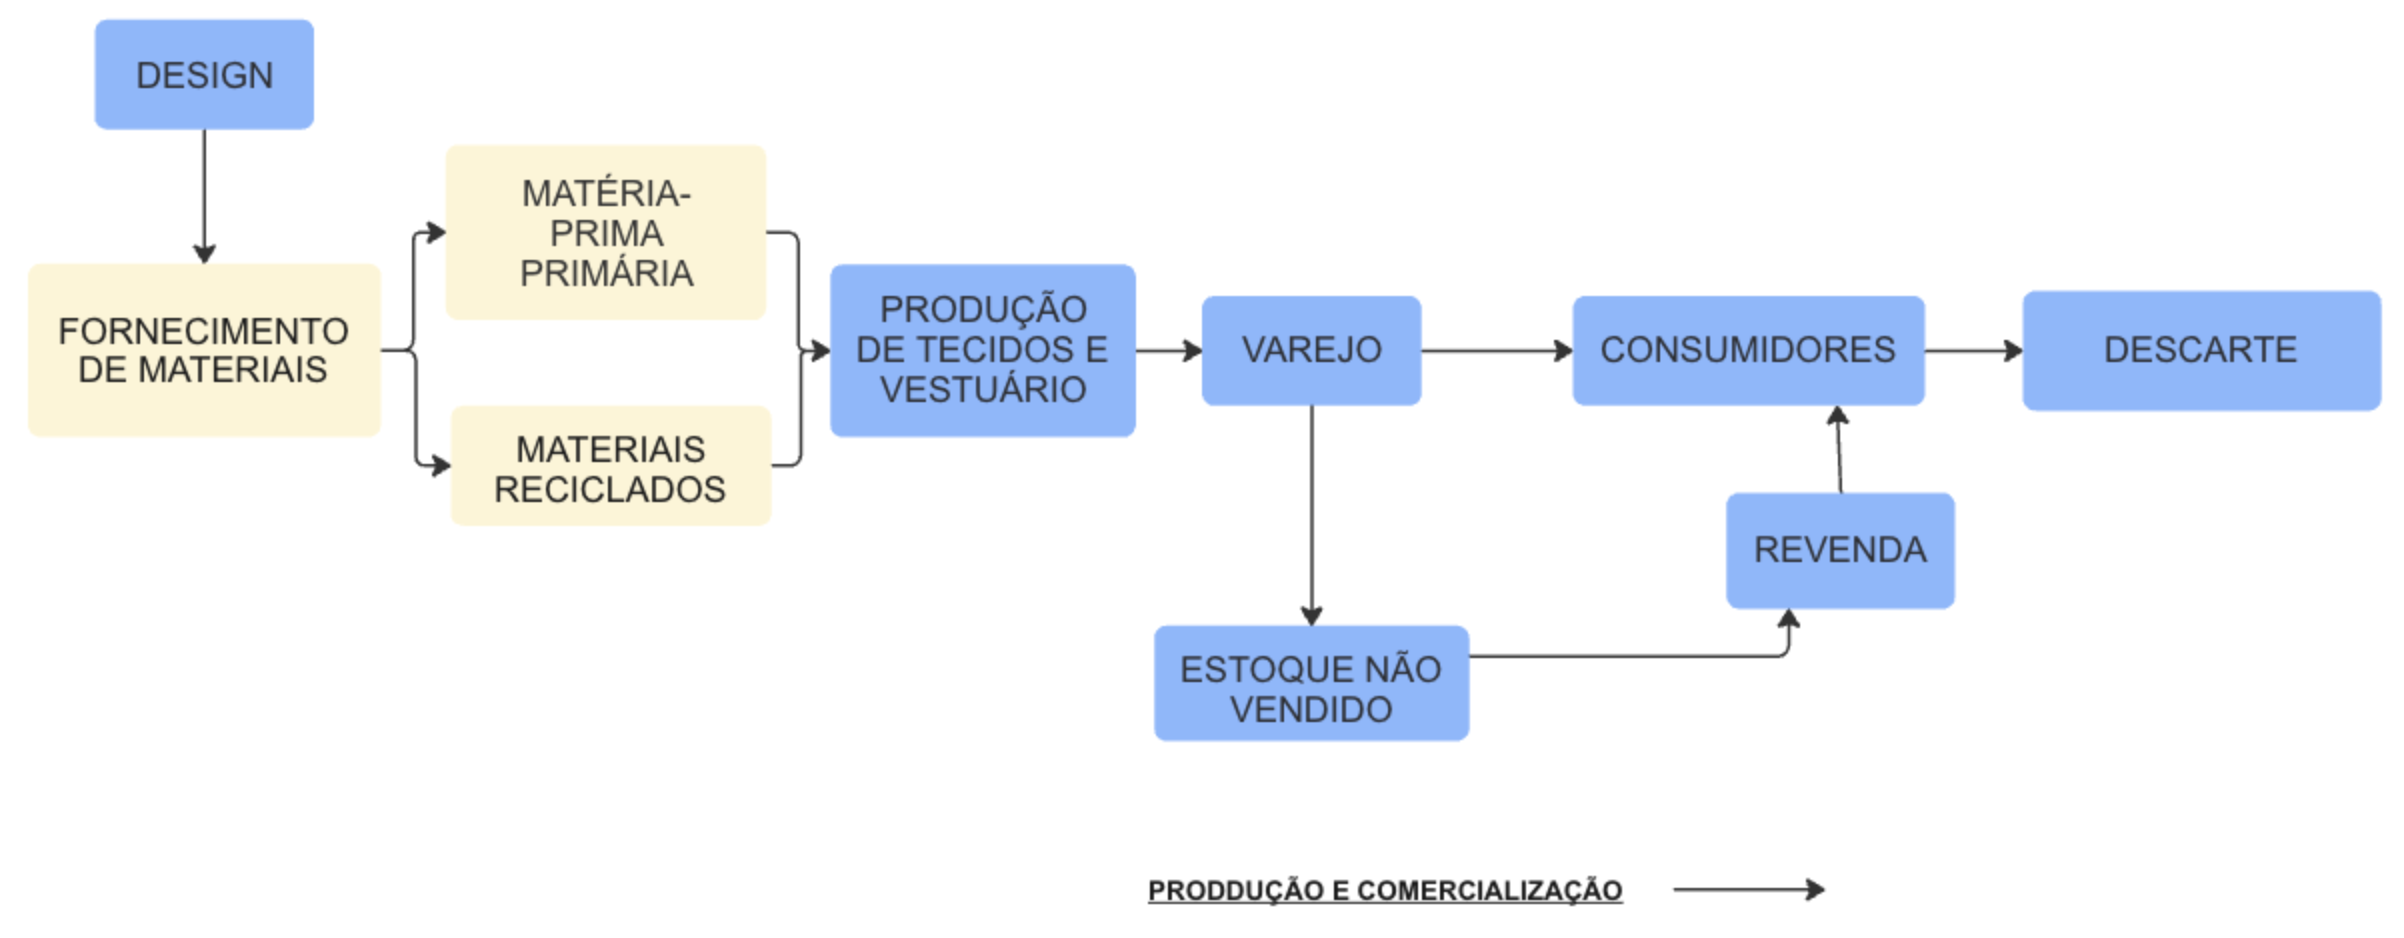 DESIGN
FORNECIMENTO
DE MATERIAIS
MATÉRIA-
PRIMA
PRIMÁRIA
MATERIAIS
RECICLADOS
PRODUÇÃO
DE TECIDOS E
VESTUÁRIO
VAREJO
CONSUMIDORES
DESCARTE
REVENDA
ESTOQUE NÃO
VENDIDO
PRODDUÇÃO E COMERCIALIZAÇÃO